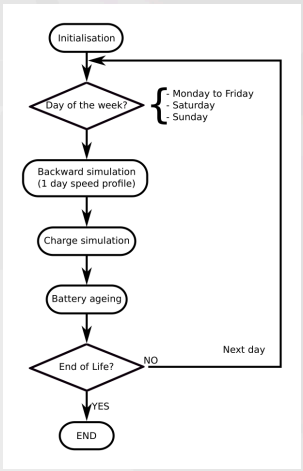 Initialisation
Day of the week?
- Monday to Friday
- Saturday
- Sunday
Backward simulation
(1 day speed profile)
Charge simulation
Battery ageing
End of Life?
NO
Next day
YES
END